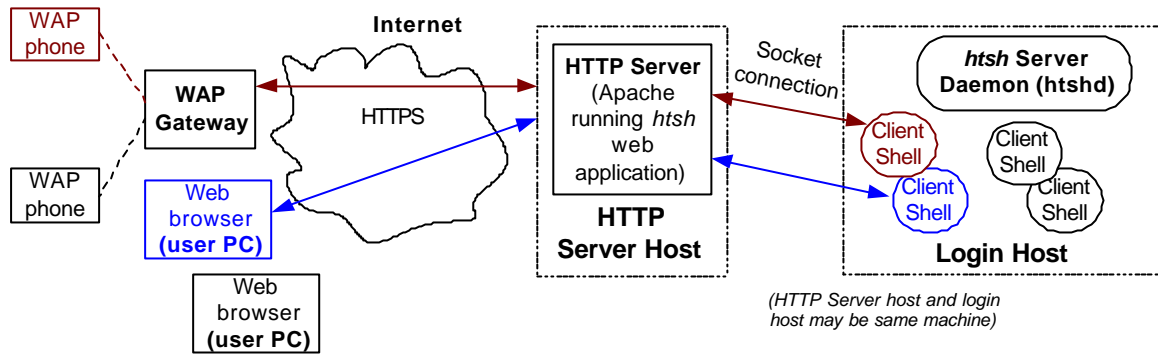 WAP
phone
Internet
WAP
Gateway
HTTPS
WAP
phone
Web
browser
(user PC)
Web
browser
(user PC)
HTTP Server
(Apache
running htsh
web
application)
HTTP
Server Host
Socket
connection
htsh Server
Daemon (htshd)
Client
Shell
Client
Shell
Client
Shell
Client
Shell
Login Host
(HTTP Server host and login
host may be same machine)